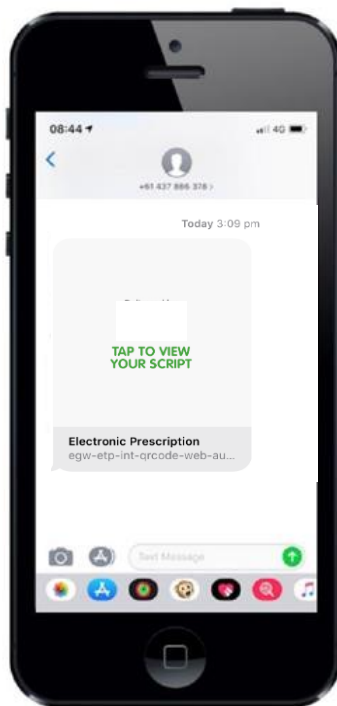 08:44
4G
+61 437 886 378 >
Today 3:09 pm
TAP TO VIEW
YOUR SCRIPT
Electronic Prescription
egw-etp-int-qrcode-web-au...
Text Message